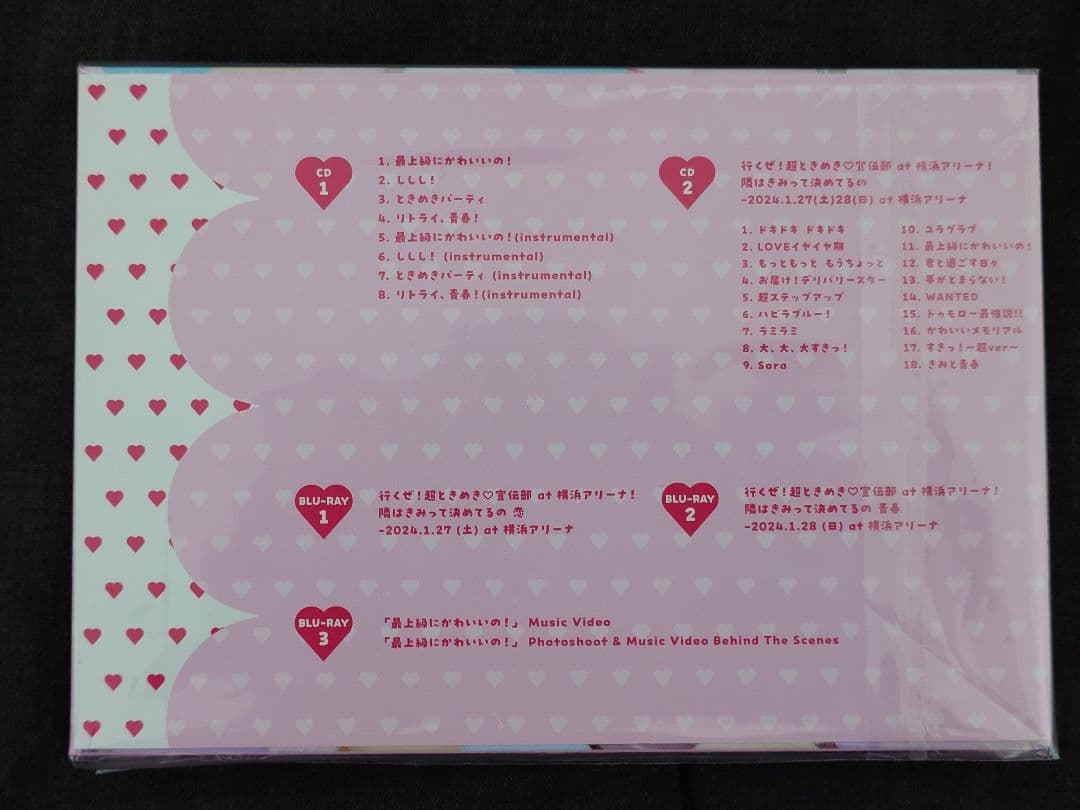 CD
1
1. 最上級にかわいいの!
2. ししし!
3. ときめきパーティ
4. リトライ、青春!
5. 最上級にかわいいの!(instrumental)
6. ししし! (instrumental)
7. ときめきパーティ (instrumental)
8. リトライ、青春!(instrumental)
CD
2
行くぜ!超ときめき♡宣伝部 at 横浜アリーナ!
隣はきみって決めてるの
-2024.1.27(土)28(日) at 横浜アリーナ
1. ドキドキ ドキドキ
2. LOVEイヤイヤ期
3. もっともっと もうちょっと
4. お届け!デリバリースター
5. 超ステップアップ
6. ハピラブルー!
7. ラミラミ
8. 大、大、大すきっ!
9. Sora
10. ユラグラブ
11. 最上級にかわいいの!
12. 君と過ごす日々
13. 夢がとまらない!
14. WANTED
15. トゥモロー最強説!!
16. かわいいメモリアル
17. すきっ!~超ver~
18. きみと青春
BLU-RAY
1
行くぜ!超ときめき♡宣伝部 at 横浜アリーナ!
隣はきみって決めてるの 恋
-2024.1.27 (土) at 横浜アリーナ
BLU-RAY
2
行くぜ!超ときめき♡宣伝部 at 横浜アリーナ!
隣はきみって決めてるの 青春
-2024.1.28 (日) at 横浜アリーナ
BLU-RAY
3
「最上級にかわいいの!」 Music Video
「最上級にかわいいの!」 Photoshoot & Music Video Behind The Scenes